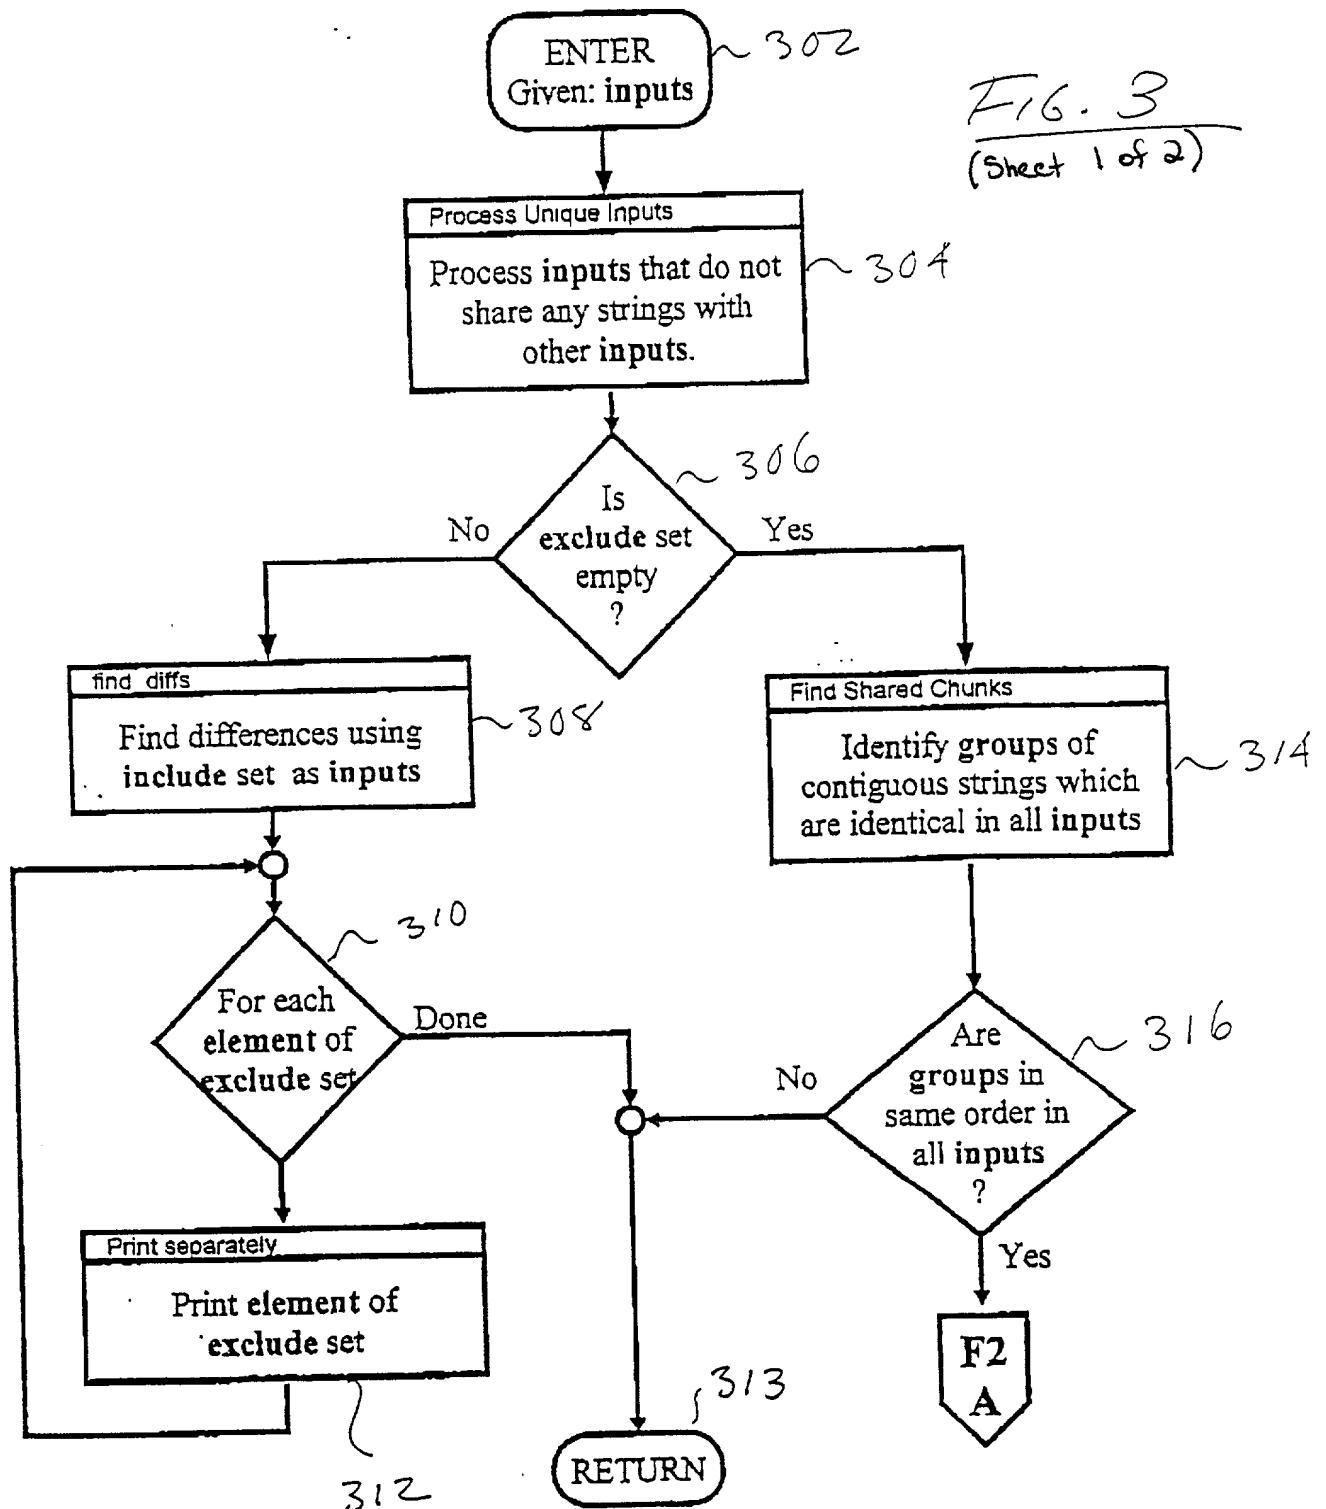 ENTER
Given: inputs
302
FIG. 3
(Sheet 1 of 2)
Process Unique Inputs
Process inputs that do not
share any strings with
other inputs.
304
306
Is
exclude set
empty
?
No
Yes
find_diffs
Find differences using
include set as inputs
308
Find Shared Chunks
Identify groups of
contiguous strings which
are identical in all inputs
314
310
For each
element of
exclude set
Done
316
Are
groups in
same order in
all inputs
?
No
Yes
Print separately
Print element of
exclude set
312
F2
A
313
RETURN